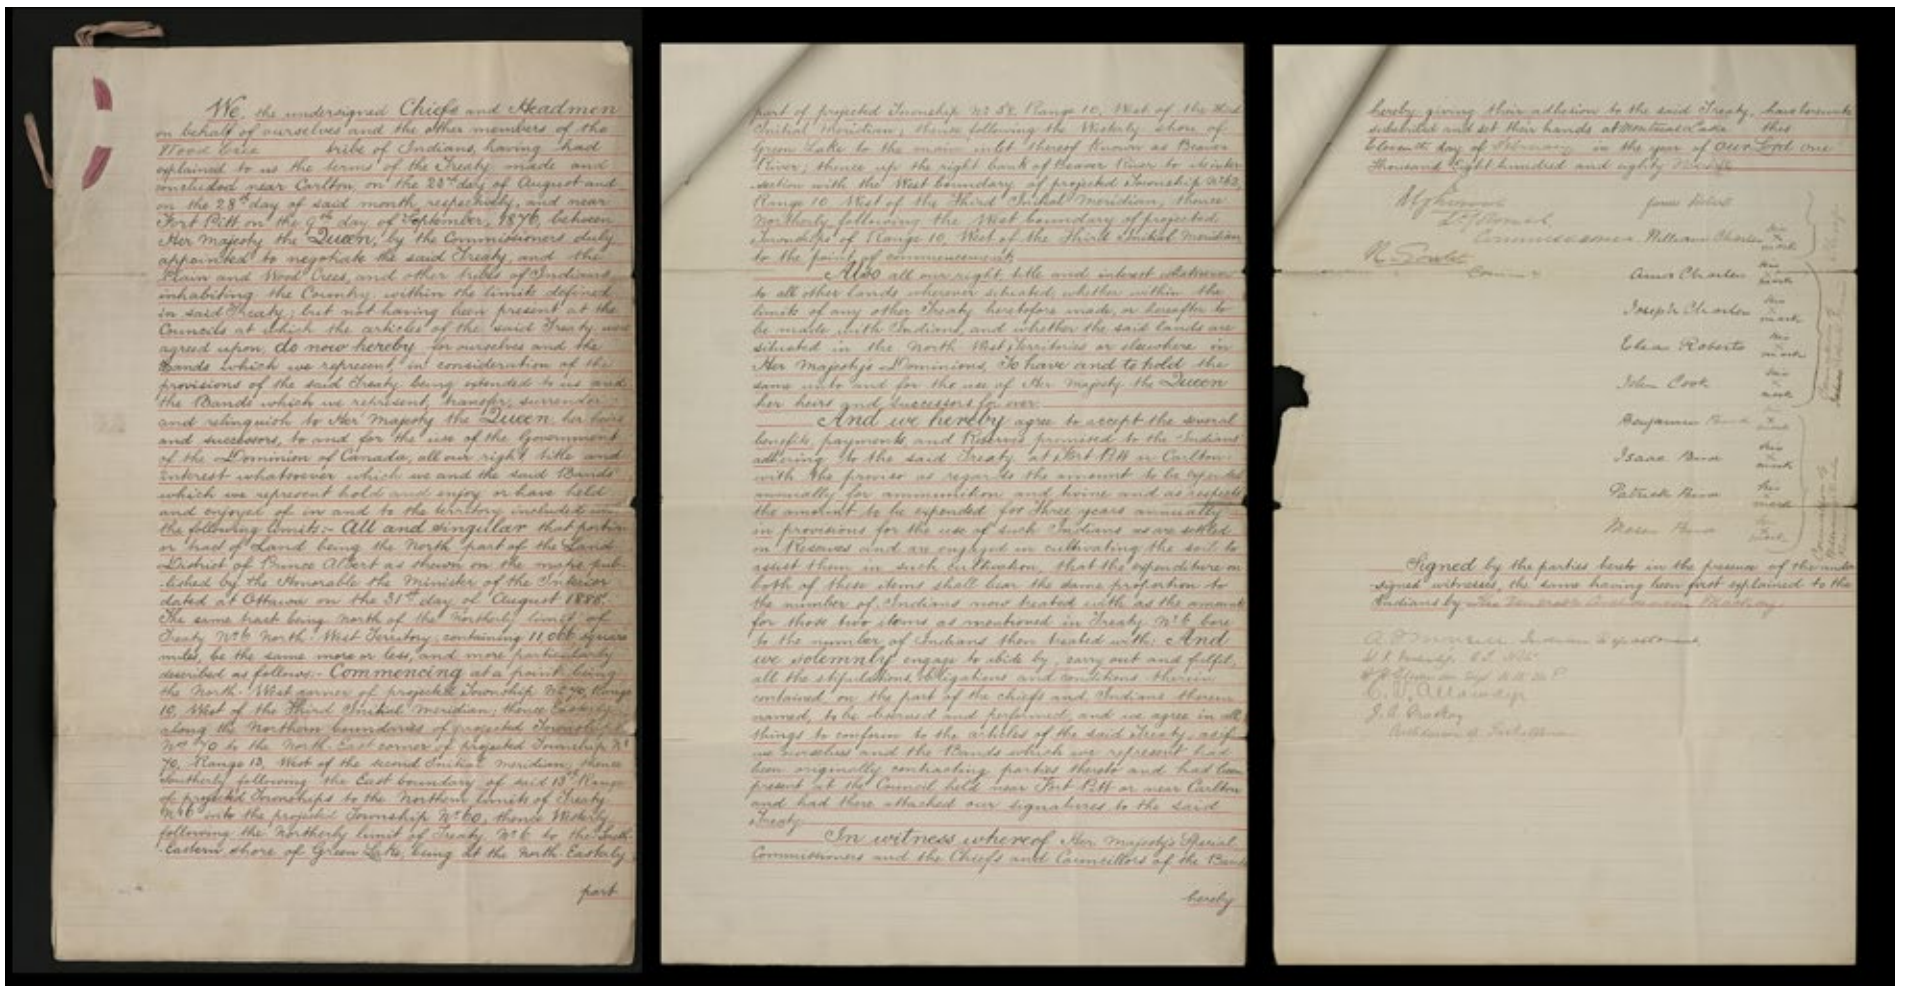 We, the undersigned Chiefs and Headmen
on behalf of ourselves and the other members of the
Wood Cree tribe of Indians, having had
explained to us the terms of the Treaty made and
concluded near Carlton, on the 23rd day of August and
on the 28th day of said month, respectively, and near
Fort Pitt on the 9th day of September, 1876, between
Her Majesty the Queen, by the Commissioners duly
appointed to negotiate the said Treaty, and the
Plain and Wood Crees, and other tribes of Indians
inhabiting the Country within the limits defined
in said Treaty; but not having been present at the
Councils at which the articles of the said Treaty were
agreed upon, do now hereby, for ourselves and the
Bands which we represent, in consideration of the
provisions of the said Treaty being extended to us and
the Bands which we represent, transfer, surrender
and relinquish to Her Majesty the Queen, her heirs
and successors, to and for the use of the Government
of the Dominion of Canada, all our right, title and
interest whatsoever which we and the said Bands
which we represent hold and enjoy or have held
and enjoyed of in and to the territory included within
the following limits:- All and singular that portion
or tract of Land being the North part of the Land
District of Prince Albert as shown on the maps pub-
lished by the Honorable the Minister of the Interior
dated at Ottawa on the 31st day of August 1885.
The same tract being North of the Northerly limit of
Treaty No 6 North West Territory, containing 11,066 square
miles, be the same more or less, and more particularly
described as follows:- Commencing at a point being
the North-West corner of projected Township No 70, Range
10, West of the Third Initial Meridian; thence Easterly
along the Northern boundaries of projected Townships
No 70 to the North-East corner of projected Township No
70, Range 13, West of the second Initial Meridian; thence
Southerly following the East boundary of said 13th Range
of projected Townships to the Northern limits of Treaty
No 6 into the projected Township No 60, thence Westerly
following the Northerly limit of Treaty No 6 to the South
Eastern shore of Green Lake, being at the North-Easterly
part
part of projected Township No 58, Range 10, West of the Third
Initial Meridian; thence following the Westerly shore of
Green Lake to the main inlet thereof known as Beaver
River; thence up the right bank of Beaver River to its inter-
section with the West boundary of projected Township No 62,
Range 10 West of the Third Initial Meridian, thence
Northerly following the West boundary of projected
Townships of Range 10, West of the Third Initial Meridian
to the point of commencement.
Also all our right title and interest whatsoever
to all other lands wherever situated, whether within the
limits of any other Treaty heretofore made, or hereafter to
be made with Indians, and whether the said lands are
situated in the North West Territories or elsewhere in
Her Majesty's Dominions, To have and to hold the
same unto and for the use of Her Majesty the Queen
her heirs and successors for ever.
And we hereby agree to accept the several
benefits, payments and Reserves promised to the Indians
adhering to the said Treaty at Fort Pitt or Carlton
with the proviso as regards the amount to be expended
annually for ammunition and twine and as respects
the amount to be expended for three years annually
in provisions for the use of such Indians as are settled
on Reserves and are engaged in cultivating the soil to
assist them in such cultivation, that the expenditure on
both of these items shall bear the same proportion to
the number of Indians now treated with as the amounts
for those two items as mentioned in Treaty No 6 bore
to the number of Indians then treated with: And
we solemnly engage to abide by, carry out and fulfil,
all the stipulations, obligations and conditions therein
contained on the part of the chiefs and Indians therein
named, to be observed and performed, and we agree in all
things to conform to the articles of the said Treaty, as if
we ourselves and the Bands which we represent had
been originally contracting parties thereto and had been
present at the Council held near Fort Pitt or near Carlton
and had there attached our signatures to the said
Treaty.
In witness whereof Her Majesty's Special
Commissioners and the Chiefs and Councillors of the Bands
hereby
hereby giving their adhesion to the said Treaty, have hereunto
subscribed and set their hands at Montreal Lake this
Eleventh day of February in the year of Our Lord one
thousand eight hundred and eighty
James Roberts
Commissioner William Charles his X mark
R. Goulet
Amos Charles his X mark
Joseph Charles his X mark
Elias Roberts his X mark
John Cook his X mark
Benjamin Bird his X mark
Isaac Bird his X mark
Patrick Bird his X mark
Moses Bird his X mark
Signed by the parties hereto in the presence of the under
signed witnesses, the same having been first explained to the
Indians by
J. A. Mackay